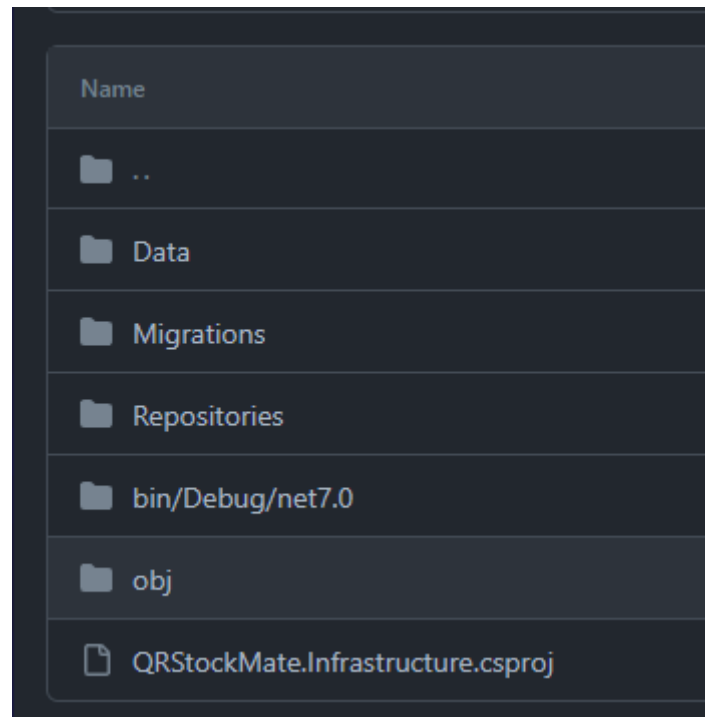 Name
..
Data
Migrations
Repositories
bin/Debug/net7.0
obj
QRStockMate.Infrastructure.csproj